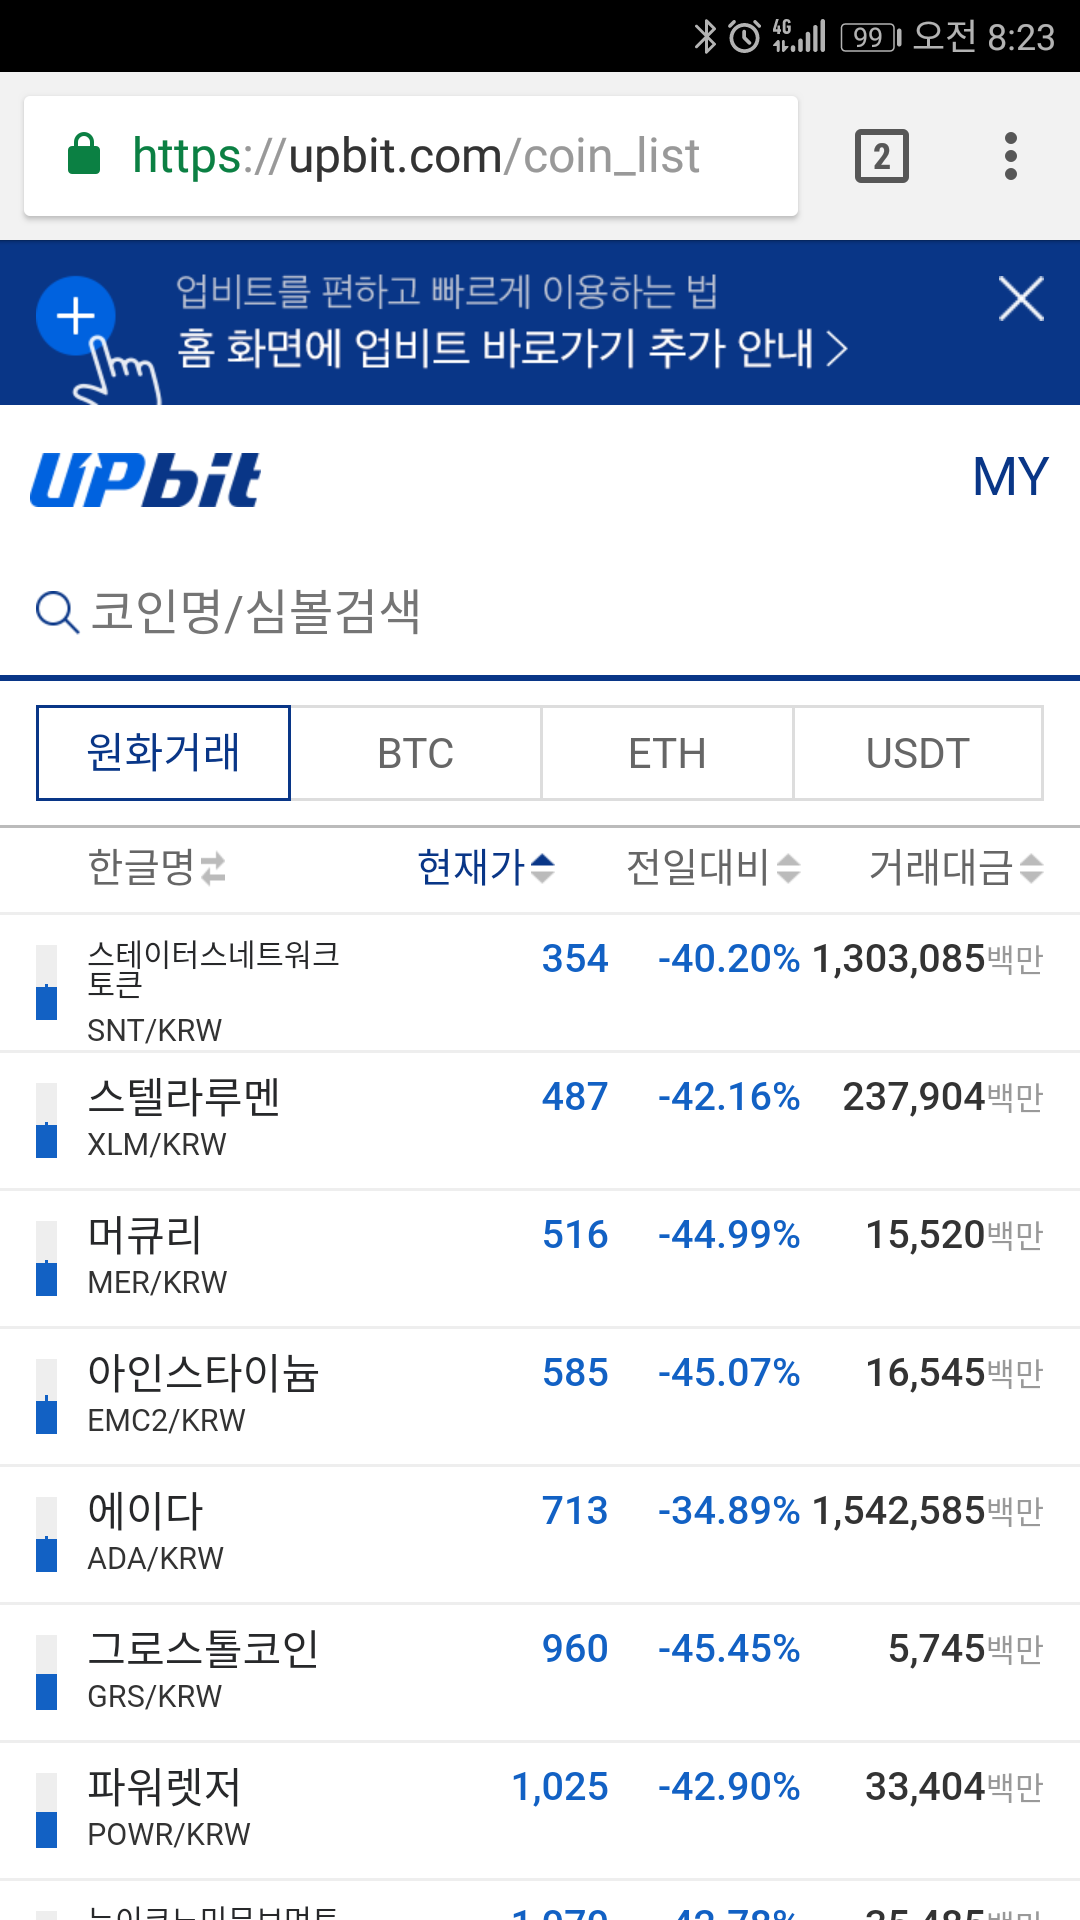 4G 99 오전 8:23
https://upbit.com/coin_list 2
업비트를 편하고 빠르게 이용하는 법
홈 화면에 업비트 바로가기 추가 안내
UPbit MY
코인명/심볼검색
원화거래 BTC ETH USDT
한글명 현재가 전일대비 거래대금
스테이터스네트워크 354 -40.20% 1,303,085백만
토큰
SNT/KRW
스텔라루멘 487 -42.16% 237,904백만
XLM/KRW
머큐리 516 -44.99% 15,520백만
MER/KRW
아인스타이늄 585 -45.07% 16,545백만
EMC2/KRW
에이다 713 -34.89% 1,542,585백만
ADA/KRW
그로스톨코인 960 -45.45% 5,745백만
GRS/KRW
파워렛저 1,025 -42.90% 33,404백만
POWR/KRW